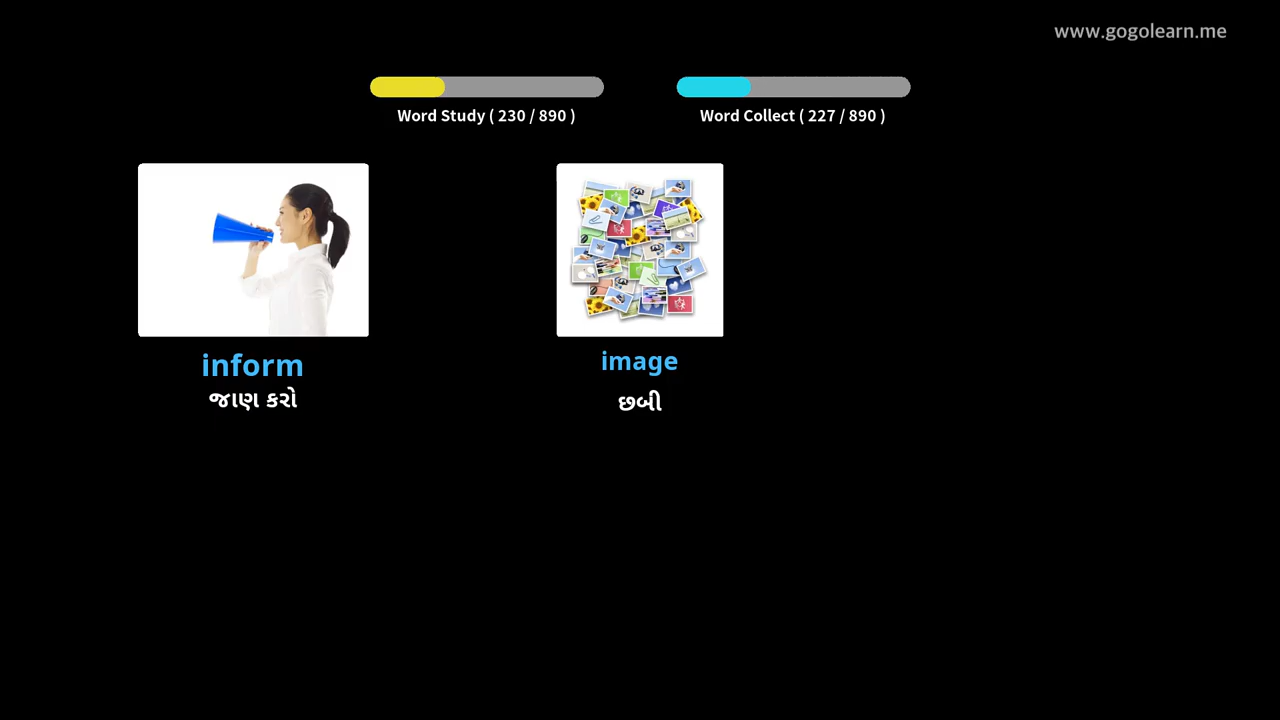 www.gogolearn.me
Word Study ( 230 / 890 )
Word Collect ( 227 / 890 )
inform
જાણ કરો
image
છબી